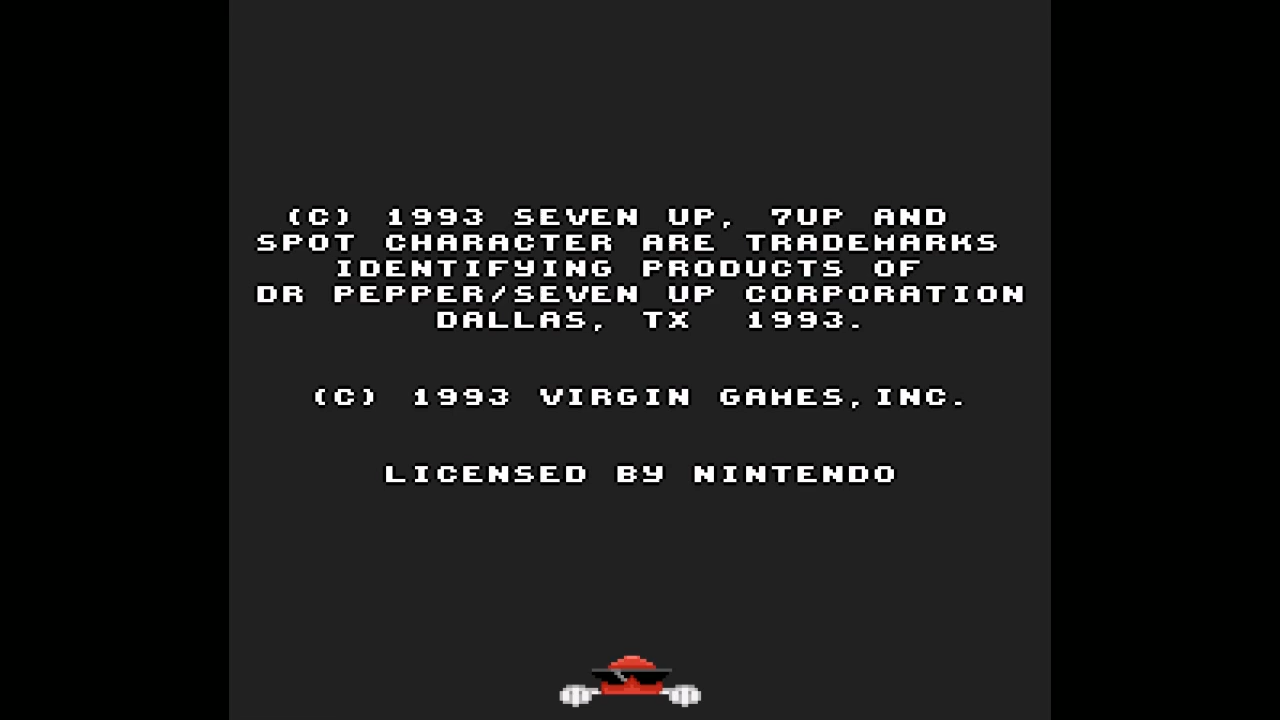 (C) 1993 SEVEN UP, 7UP AND
SPOT CHARACTER ARE TRADEMARKS
IDENTIFYING PRODUCTS OF
DR PEPPER/SEVEN UP CORPORATION
DALLAS, TX 1993.
(C) 1993 VIRGIN GAMES,INC.
LICENSED BY NINTENDO